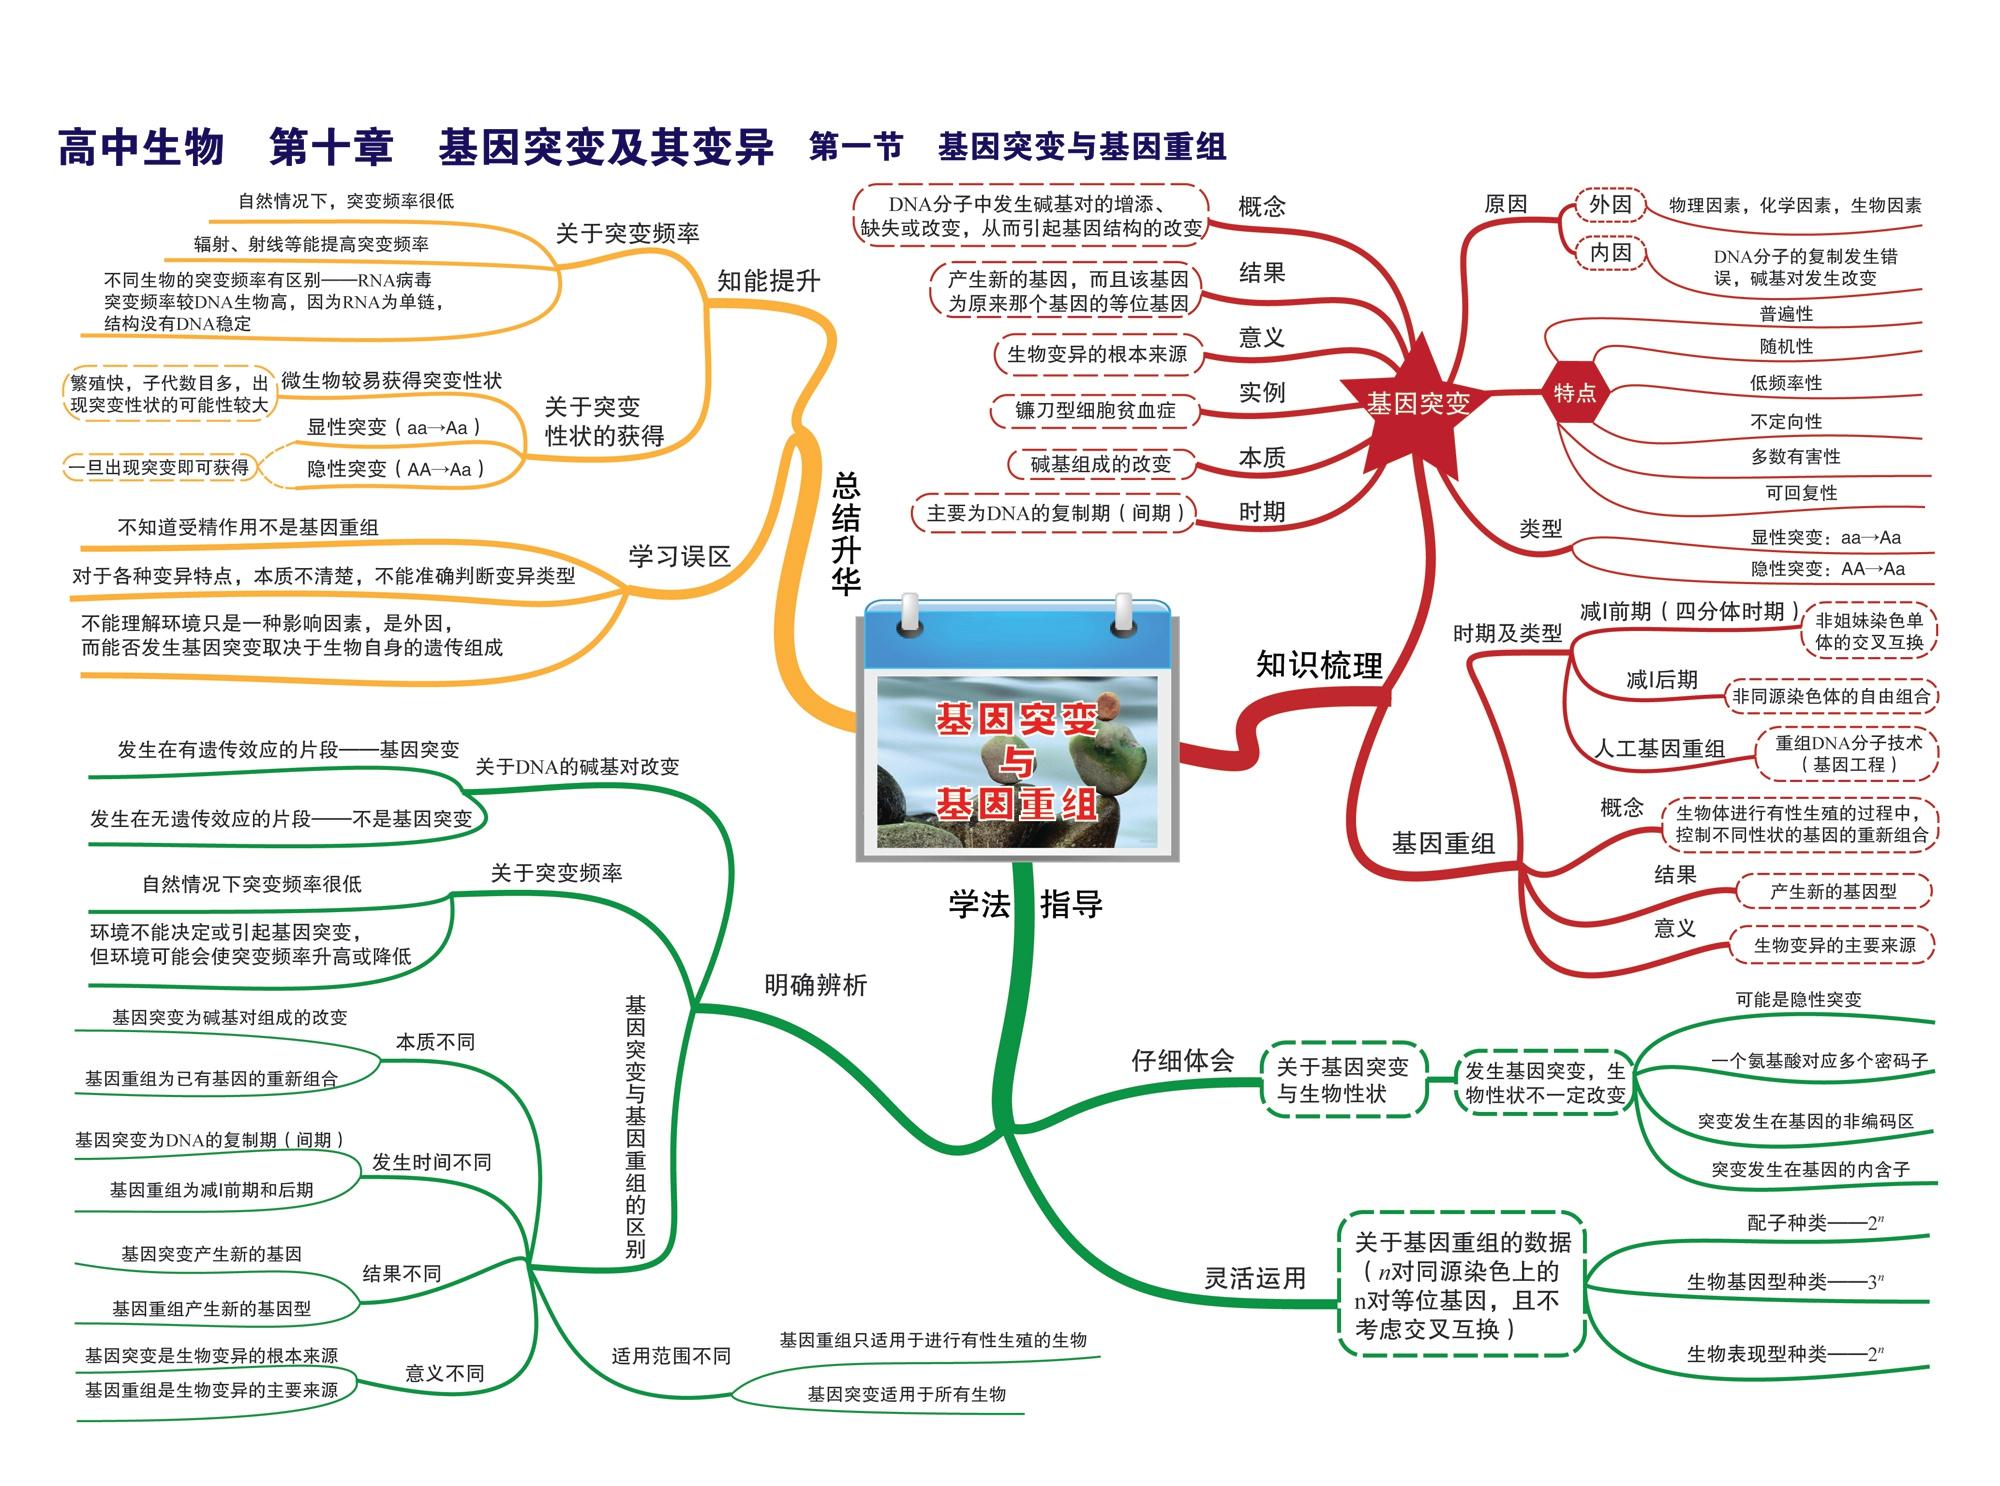 高中生物　第十章　基因突变及其变异　第一节　基因突变与基因重组
基因突变
与
基因重组
知识梳理
基因突变
概念
DNA分子中发生碱基对的增添、
缺失或改变，从而引起基因结构的改变
结果
产生新的基因，而且该基因
为原来那个基因的等位基因
意义
生物变异的根本来源
实例
镰刀型细胞贫血症
本质
碱基组成的改变
时期
主要为DNA的复制期（间期）
原因
外因
物理因素，化学因素，生物因素
内因
DNA分子的复制发生错
误，碱基对发生改变
特点
普遍性
随机性
低频率性
不定向性
多数有害性
可回复性
类型
显性突变：aa→Aa
隐性突变：AA→Aa
基因重组
时期及类型
减Ⅰ前期（四分体时期）
非姐妹染色单
体的交叉互换
减Ⅰ后期
非同源染色体的自由组合
人工基因重组
重组DNA分子技术
（基因工程）
概念
生物体进行有性生殖的过程中，
控制不同性状的基因的重新组合
结果
产生新的基因型
意义
生物变异的主要来源
学法指导
仔细体会
关于基因突变
与生物性状
发生基因突变，生
物性状不一定改变
可能是隐性突变
一个氨基酸对应多个密码子
突变发生在基因的非编码区
突变发生在基因的内含子
灵活运用
关于基因重组的数据
（n对同源染色上的
n对等位基因，且不
考虑交叉互换）
配子种类——2ⁿ
生物基因型种类——3ⁿ
生物表现型种类——2ⁿ
明确辨析
关于DNA的碱基对改变
发生在有遗传效应的片段——基因突变
发生在无遗传效应的片段——不是基因突变
关于突变频率
自然情况下突变频率很低
环境不能决定或引起基因突变，
但环境可能会使突变频率升高或降低
基因突变与基因重组的区别
本质不同
基因突变为碱基对组成的改变
基因重组为已有基因的重新组合
发生时间不同
基因突变为DNA的复制期（间期）
基因重组为减Ⅰ前期和后期
结果不同
基因突变产生新的基因
基因重组产生新的基因型
意义不同
基因突变是生物变异的根本来源
基因重组是生物变异的主要来源
适用范围不同
基因重组只适用于进行有性生殖的生物
基因突变适用于所有生物
总结升华
知能提升
关于突变频率
自然情况下，突变频率很低
辐射、射线等能提高突变频率
不同生物的突变频率有区别——RNA病毒
突变频率较DNA生物高，因为RNA为单链，
结构没有DNA稳定
关于突变
性状的获得
微生物较易获得突变性状
繁殖快，子代数目多，出
现突变性状的可能性较大
显性突变（aa→Aa）
隐性突变（AA→Aa）
一旦出现突变即可获得
学习误区
不知道受精作用不是基因重组
对于各种变异特点，本质不清楚，不能准确判断变异类型
不能理解环境只是一种影响因素，是外因，
而能否发生基因突变取决于生物自身的遗传组成